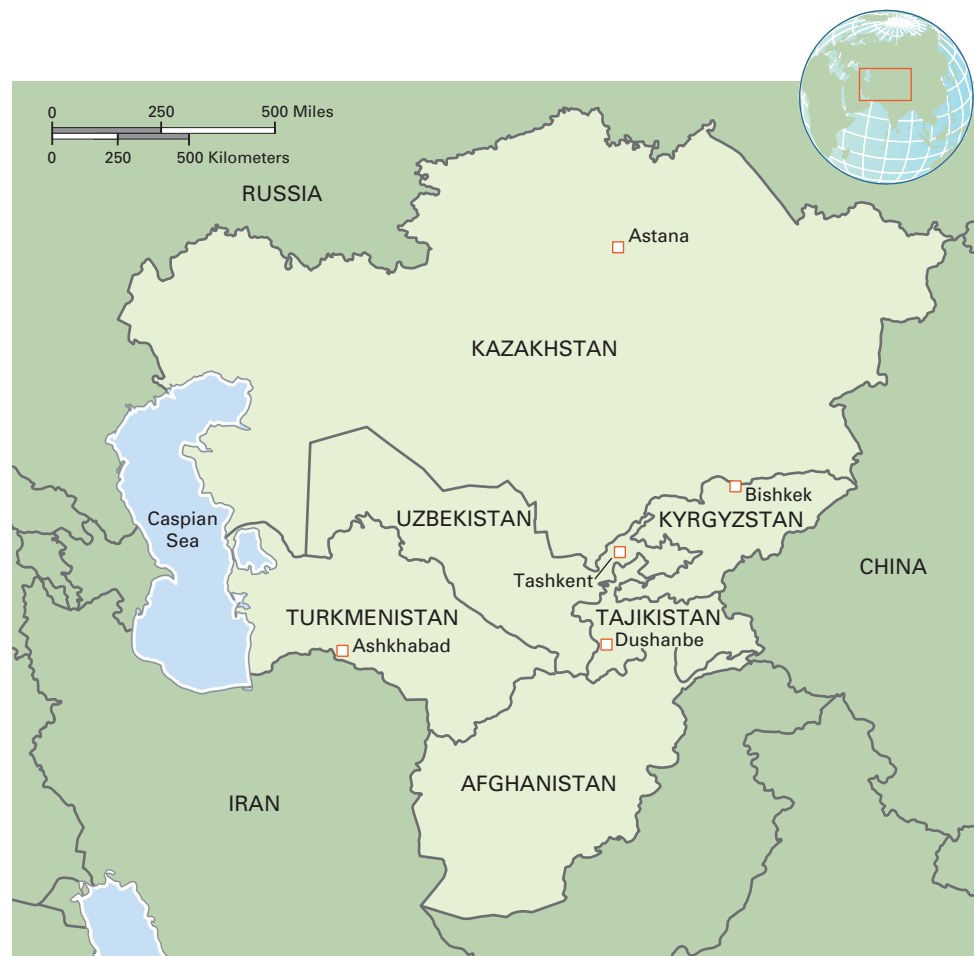 0 250 500 Miles
0 250 500 Kilometers
RUSSIA
Astana
KAZAKHSTAN
Bishkek
Caspian
Sea
UZBEKISTAN
KYRGYZSTAN
CHINA
Tashkent
TURKMENISTAN
TAJIKISTAN
Ashkhabad
Dushanbe
AFGHANISTAN
IRAN